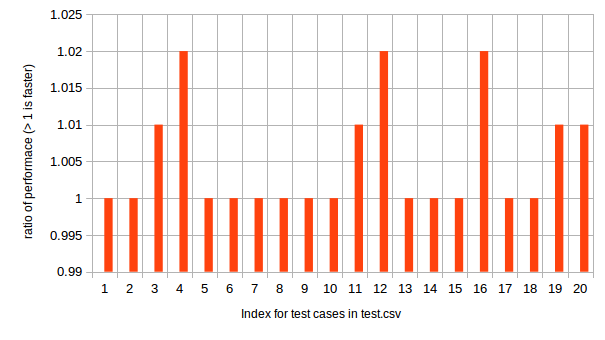 1.025
1.02
1.015
1.01
1.005
1
0.995
0.99
ratio of performace (> 1 is faster)
1 2 3 4 5 6 7 8 9 10 11 12 13 14 15 16 17 18 19 20
Index for test cases in test.csv